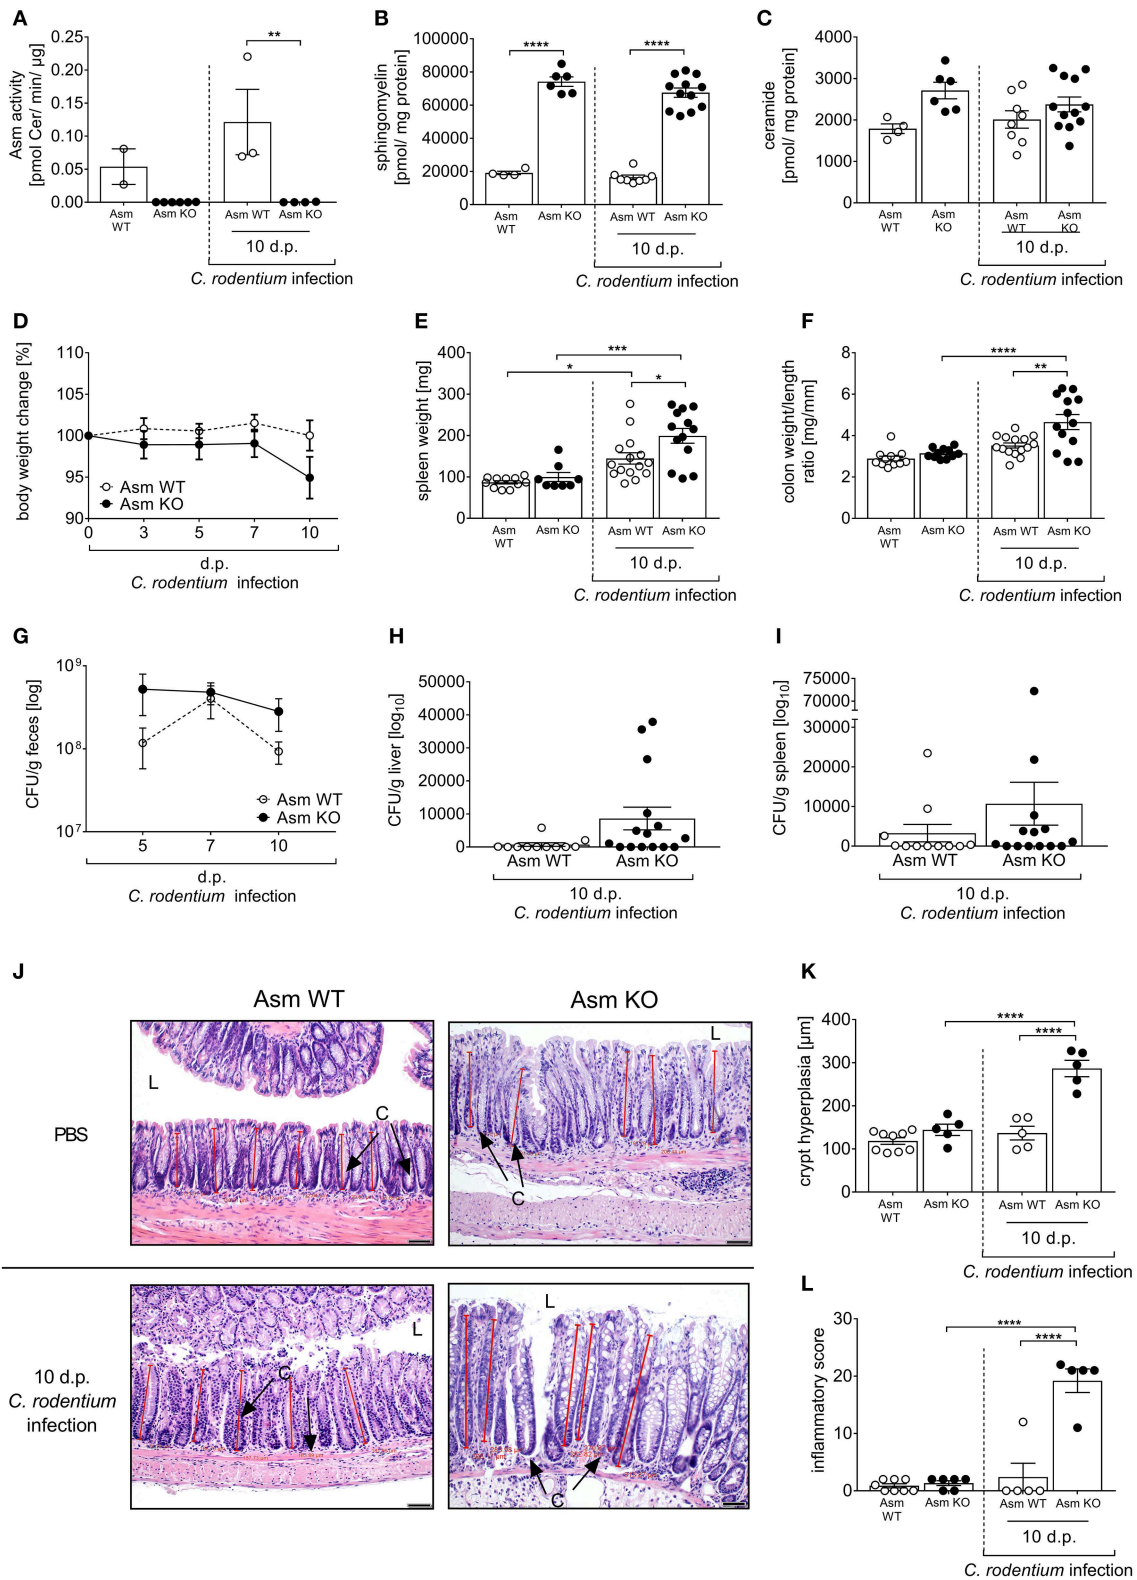 A
Asm activity
[pmol Cer/ min/ µg]
0.25
0.20
0.15
0.10
0.05
0.00
**
Asm
WT
Asm KO
Asm WT
Asm KO
10 d.p.
C. rodentium infection
B
sphingomyelin
[pmol/ mg protein]
100000
80000
60000
40000
20000
0
****
****
Asm
WT
Asm KO
Asm WT
Asm KO
10 d.p.
C. rodentium infection
C
ceramide
[pmol/ mg protein]
4000
3000
2000
1000
0
Asm
WT
Asm
KO
Asm
WT
Asm
KO
10 d.p.
C. rodentium infection
D
body weight change [%]
110
105
100
95
90
Asm WT
Asm KO
0 3 5 7 10
d.p.
C. rodentium infection
E
spleen weight [mg]
400
300
200
100
0
***
*
*
Asm
WT
Asm KO
Asm WT
Asm KO
10 d.p.
C. rodentium infection
F
colon weight/length
ratio [mg/mm]
8
6
4
2
0
****
**
Asm
WT
Asm KO
Asm WT
Asm KO
10 d.p.
C. rodentium infection
G
CFU/g feces [log]
10⁹
10⁸
10⁷
Asm WT
Asm KO
5 7 10
d.p.
C. rodentium infection
H
CFU/g liver [log₁₀]
50000
40000
30000
20000
10000
0
Asm WT
Asm KO
10 d.p.
C. rodentium infection
I
CFU/g spleen [log₁₀]
75000
70000
30000
20000
10000
0
Asm WT
Asm KO
10 d.p.
C. rodentium infection
J
Asm WT
Asm KO
PBS
L
C
L
C
10 d.p.
C. rodentium
infection
L
C
L
C
K
crypt hyperplasia [µm]
400
300
200
100
0
****
****
Asm
WT
Asm KO
Asm WT
Asm KO
10 d.p.
C. rodentium infection
L
inflammatory score
30
20
10
0
****
****
Asm
WT
Asm KO
Asm WT
Asm KO
10 d.p.
C. rodentium infection